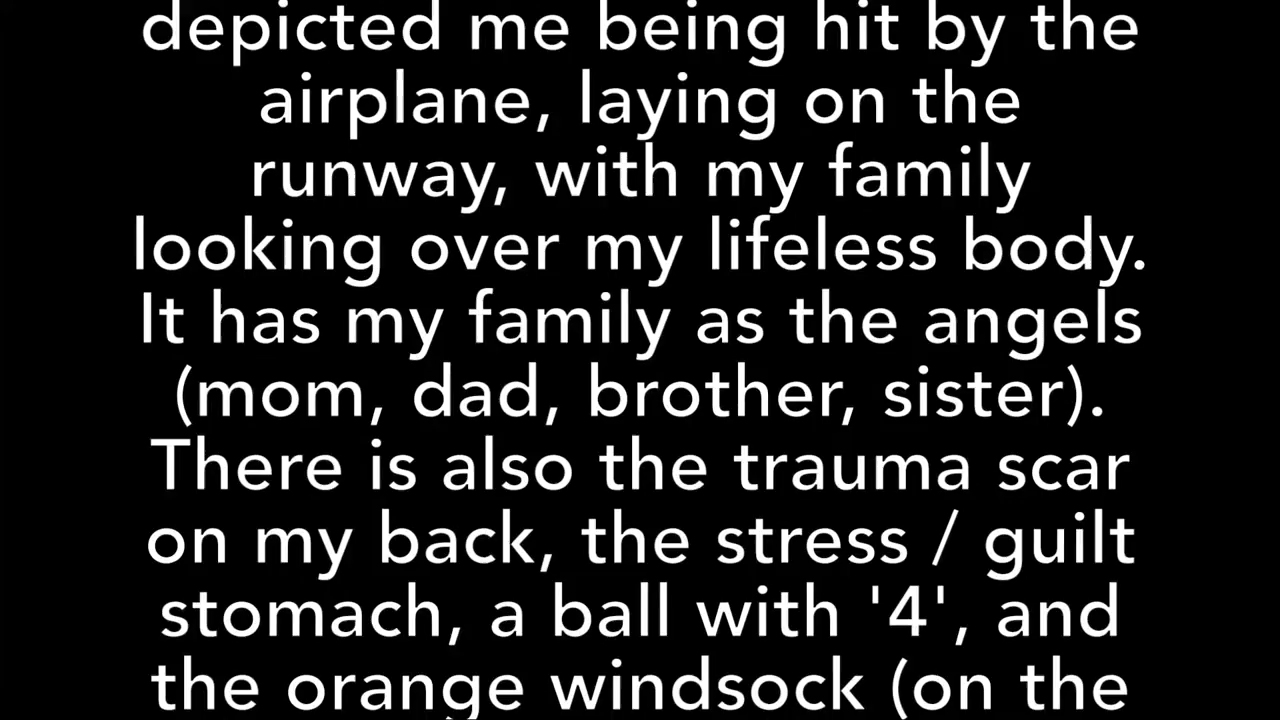 depicted me being hit by the
airplane, laying on the
runway, with my family
looking over my lifeless body.
It has my family as the angels
(mom, dad, brother, sister).
There is also the trauma scar
on my back, the stress / guilt
stomach, a ball with '4', and
the orange windsock (on the